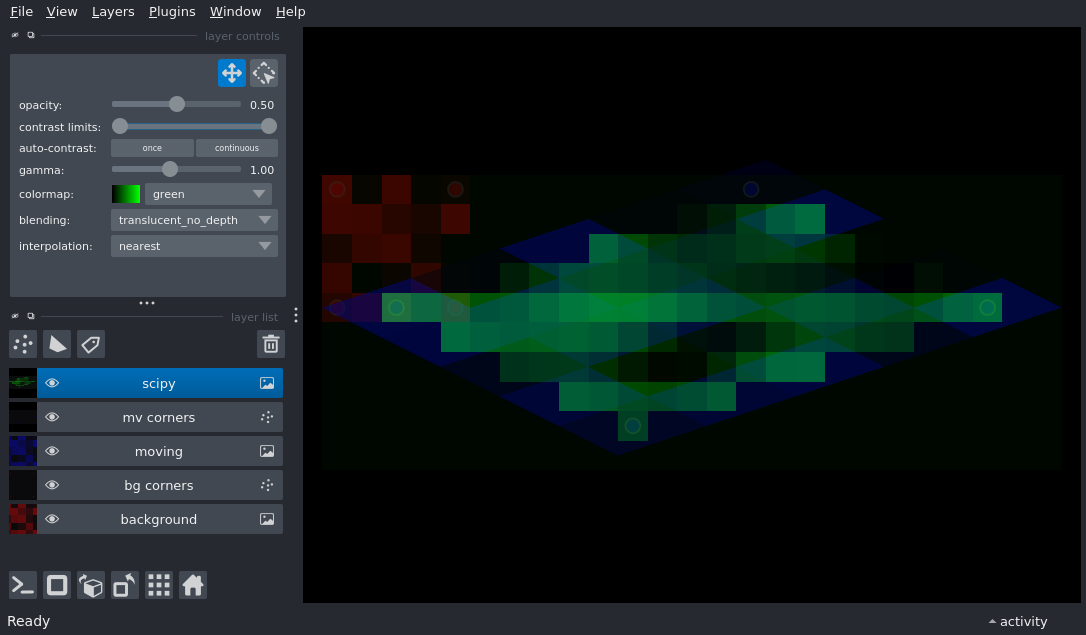 File View Layers Plugins Window Help
layer controls
opacity: 0.50
contrast limits:
auto-contrast: once continuous
gamma: 1.00
colormap: green
blending: translucent_no_depth
interpolation: nearest
layer list
scipy
mv corners
moving
bg corners
background
Ready
activity